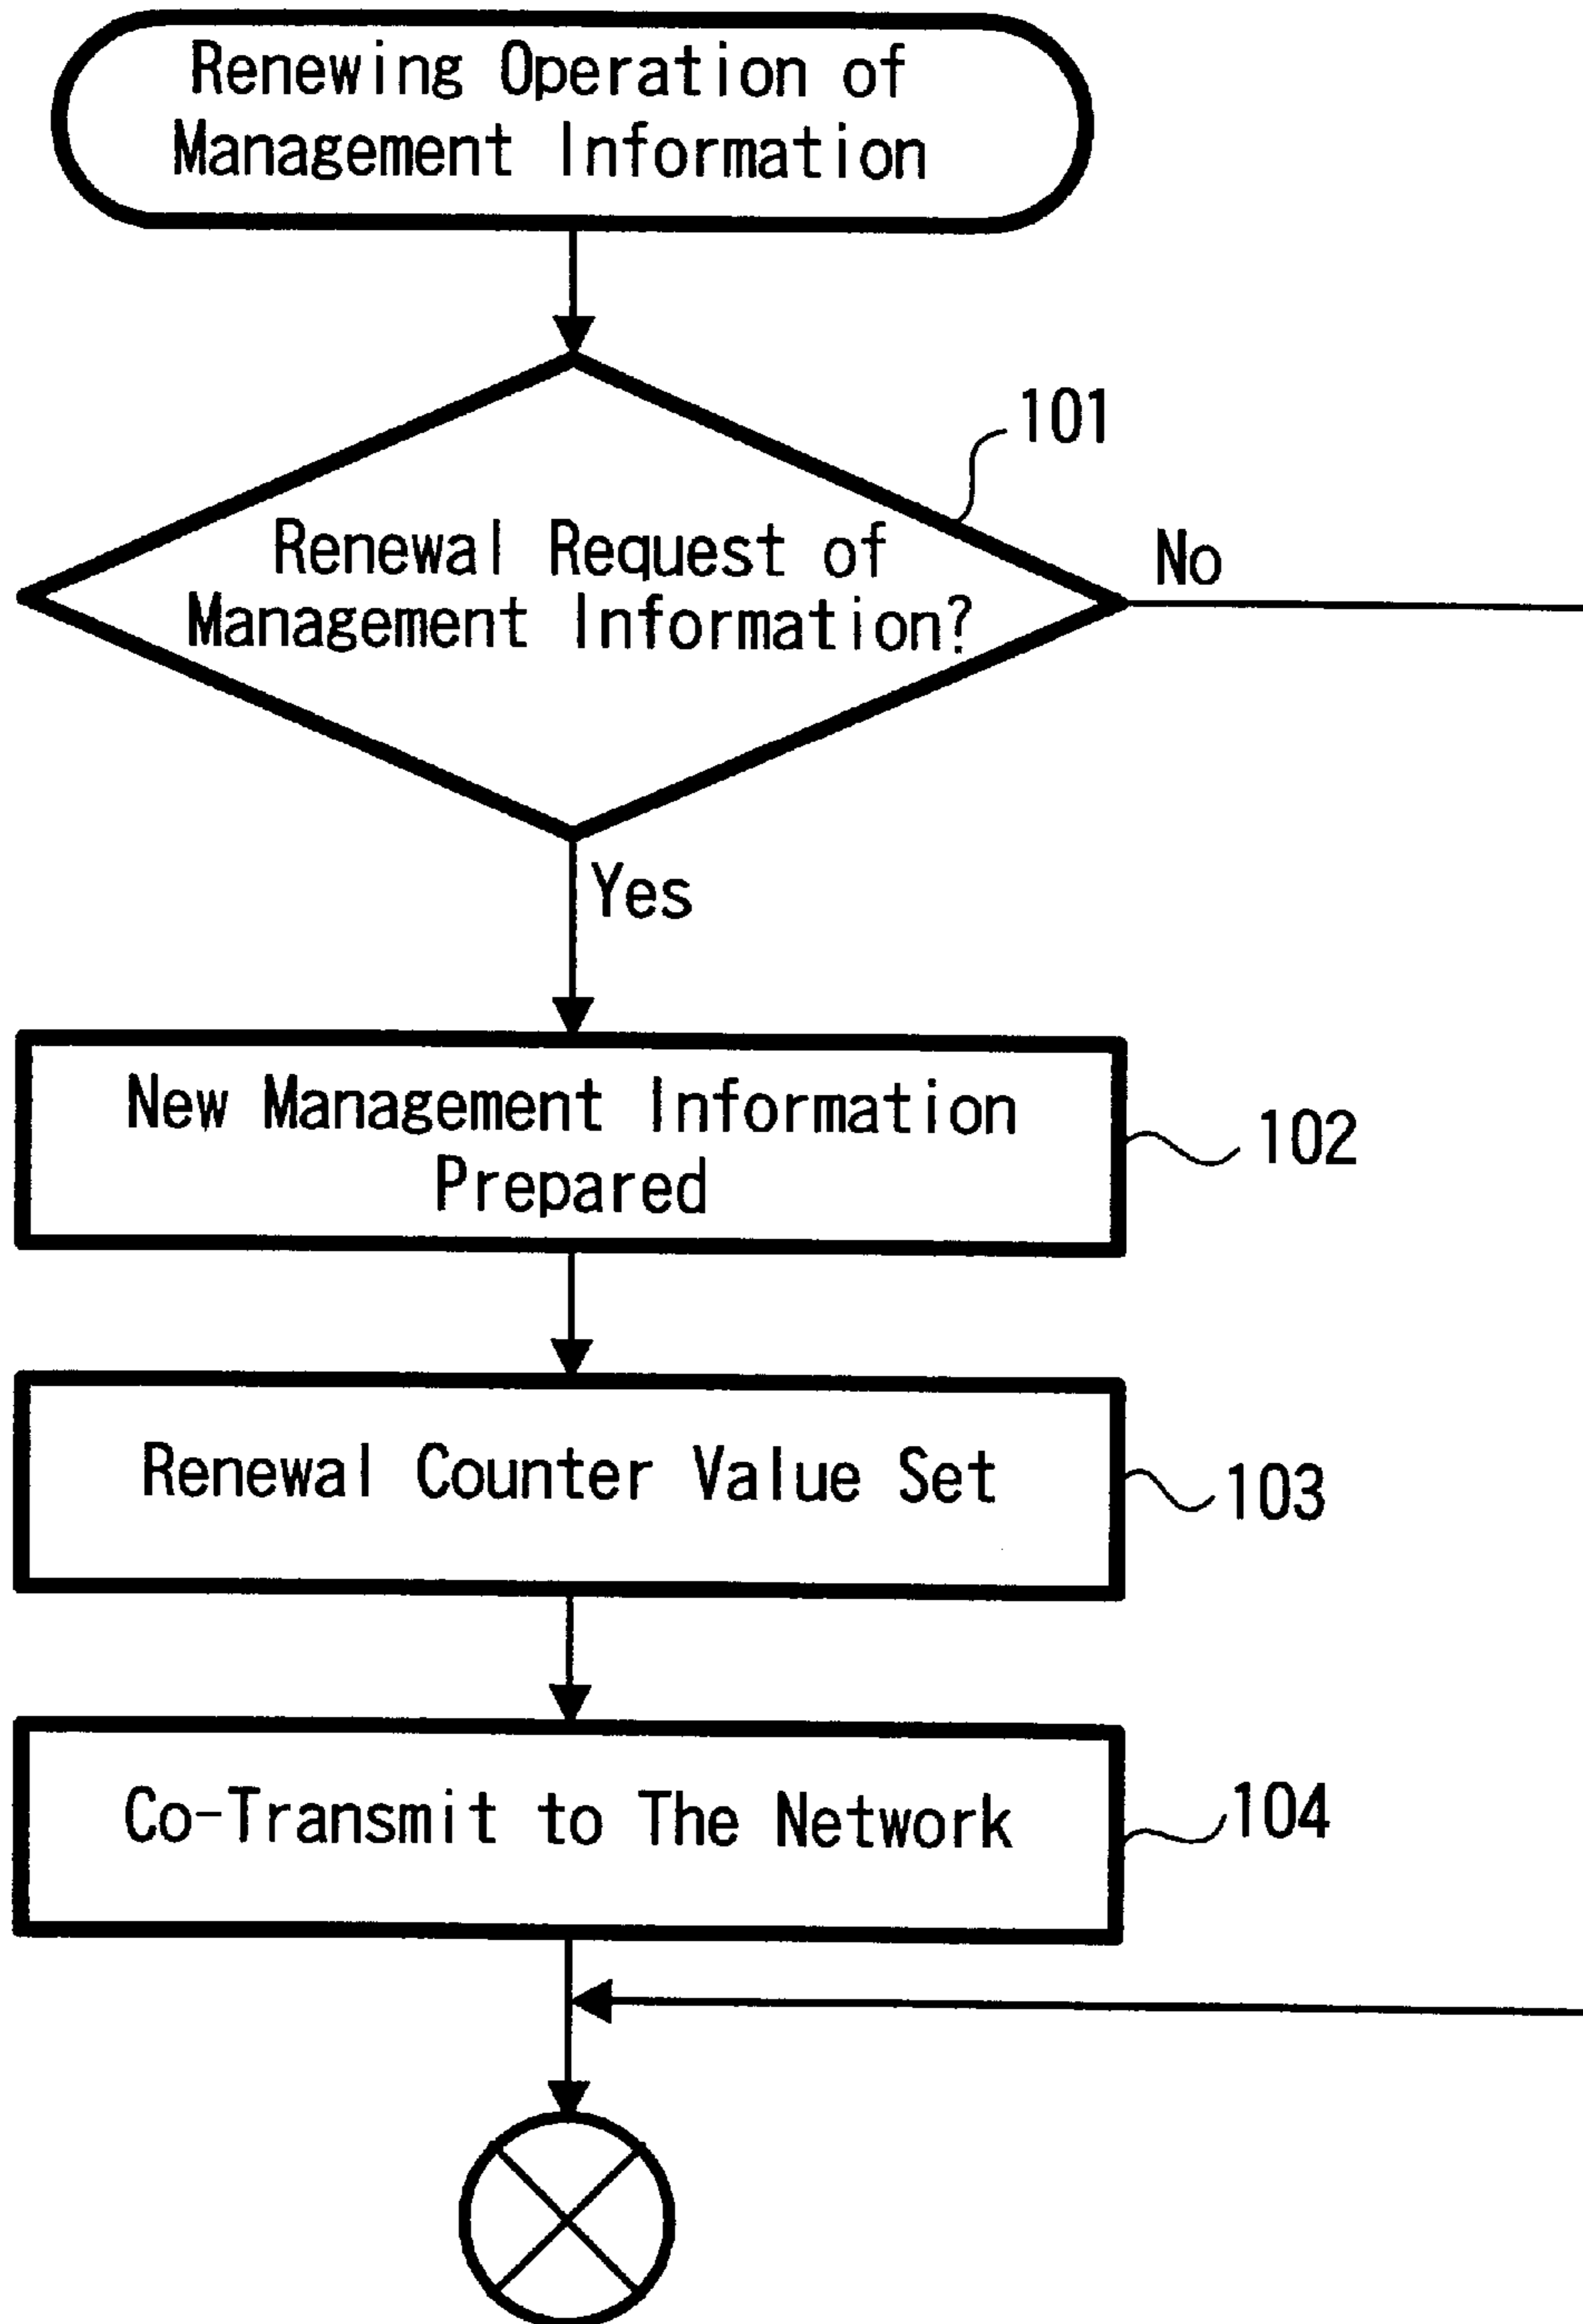 Renewing Operation of
Management Information
101
Renewal Request of
Management Information?
No
Yes
New Management Information
Prepared
102
Renewal Counter Value Set
103
Co-Transmit to The Network
104